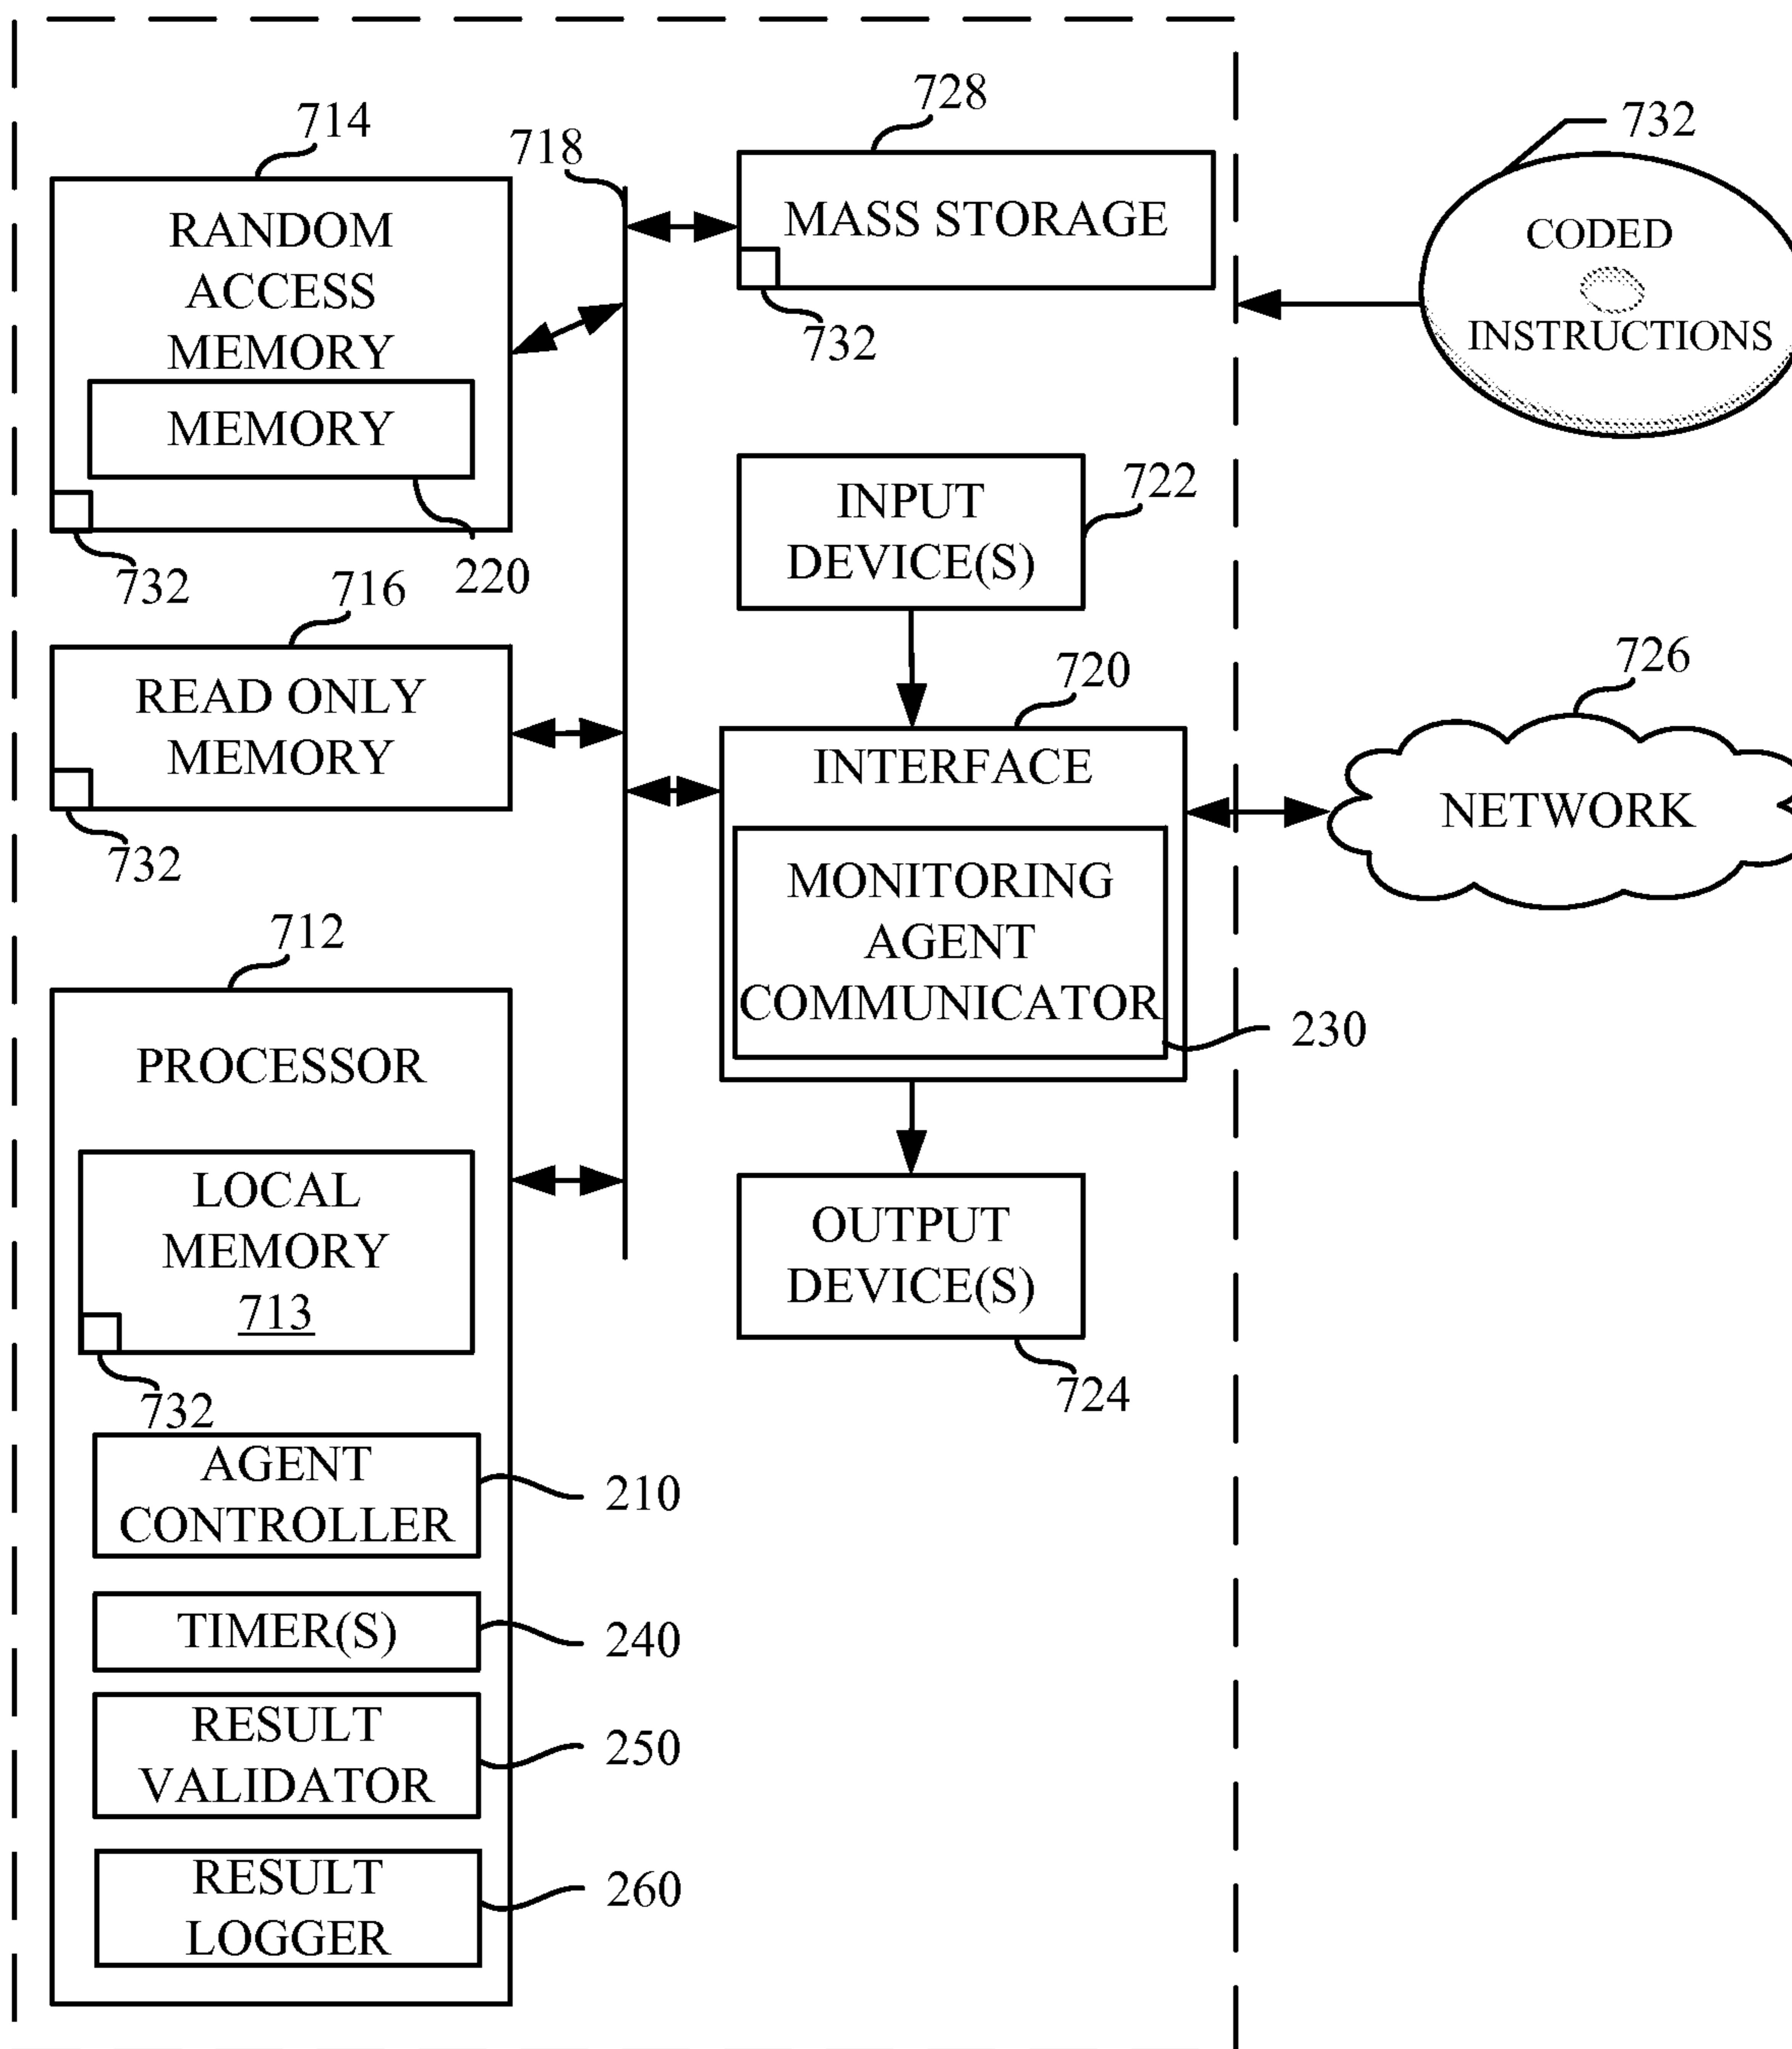 714
RANDOM
ACCESS
MEMORY
MEMORY
732
220
718
728
MASS STORAGE
732
732
CODED
INSTRUCTIONS
722
INPUT
DEVICE(S)
716
READ ONLY
MEMORY
732
720
INTERFACE
MONITORING
AGENT
COMMUNICATOR
230
726
NETWORK
712
PROCESSOR
LOCAL
MEMORY
713
732
OUTPUT
DEVICE(S)
724
AGENT
CONTROLLER
210
TIMER(S)
240
RESULT
VALIDATOR
250
RESULT
LOGGER
260